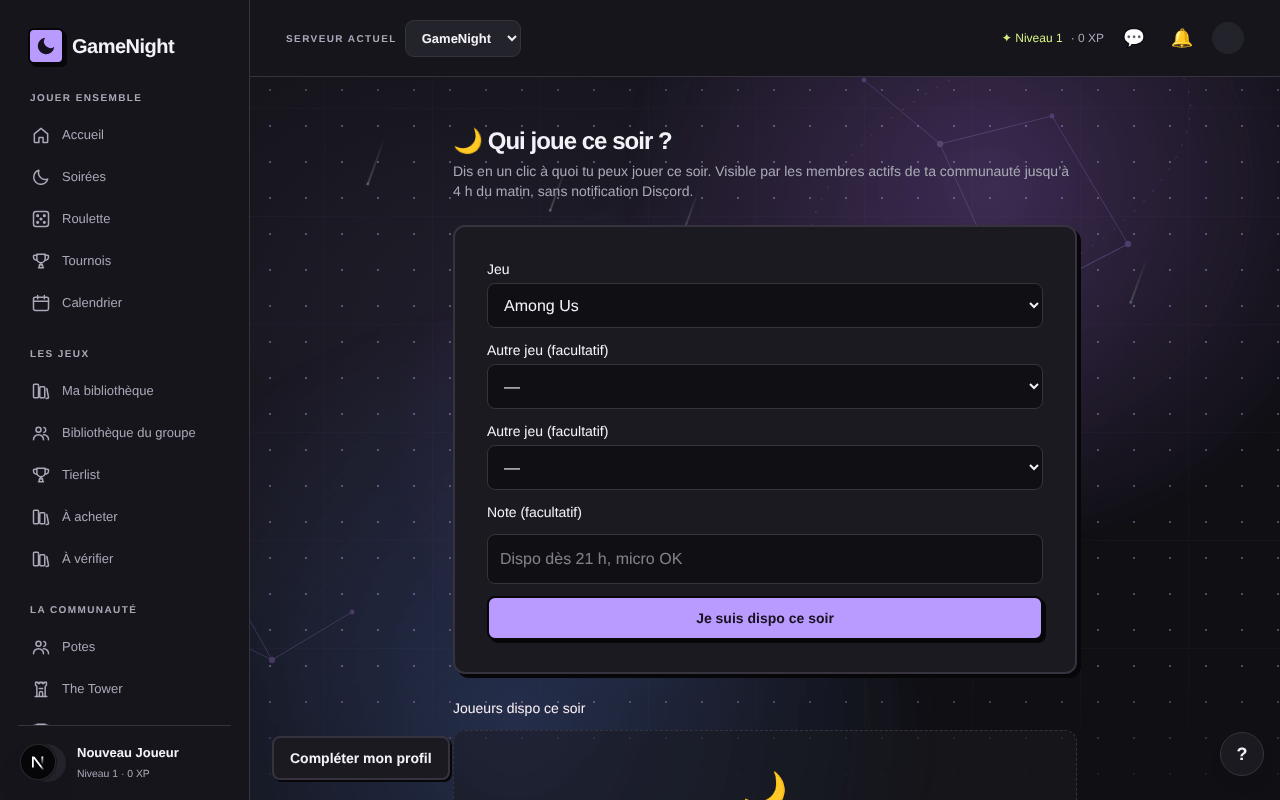 GameNight
JOUER ENSEMBLE
Accueil
Soirées
Roulette
Tournois
Calendrier
LES JEUX
Ma bibliothèque
Bibliothèque du groupe
Tierlist
À acheter
À vérifier
LA COMMUNAUTÉ
Potes
The Tower
N
Nouveau Joueur
Niveau 1 · 0 XP
SERVEUR ACTUEL
GameNight
✦ Niveau 1 · 0 XP
🌙 Qui joue ce soir ?
Dis en un clic à quoi tu peux jouer ce soir. Visible par les membres actifs de ta communauté jusqu’à
4 h du matin, sans notification Discord.
Jeu
Among Us
Autre jeu (facultatif)
—
Autre jeu (facultatif)
—
Note (facultatif)
Dispo dès 21 h, micro OK
Je suis dispo ce soir
Joueurs dispo ce soir
Compléter mon profil
?